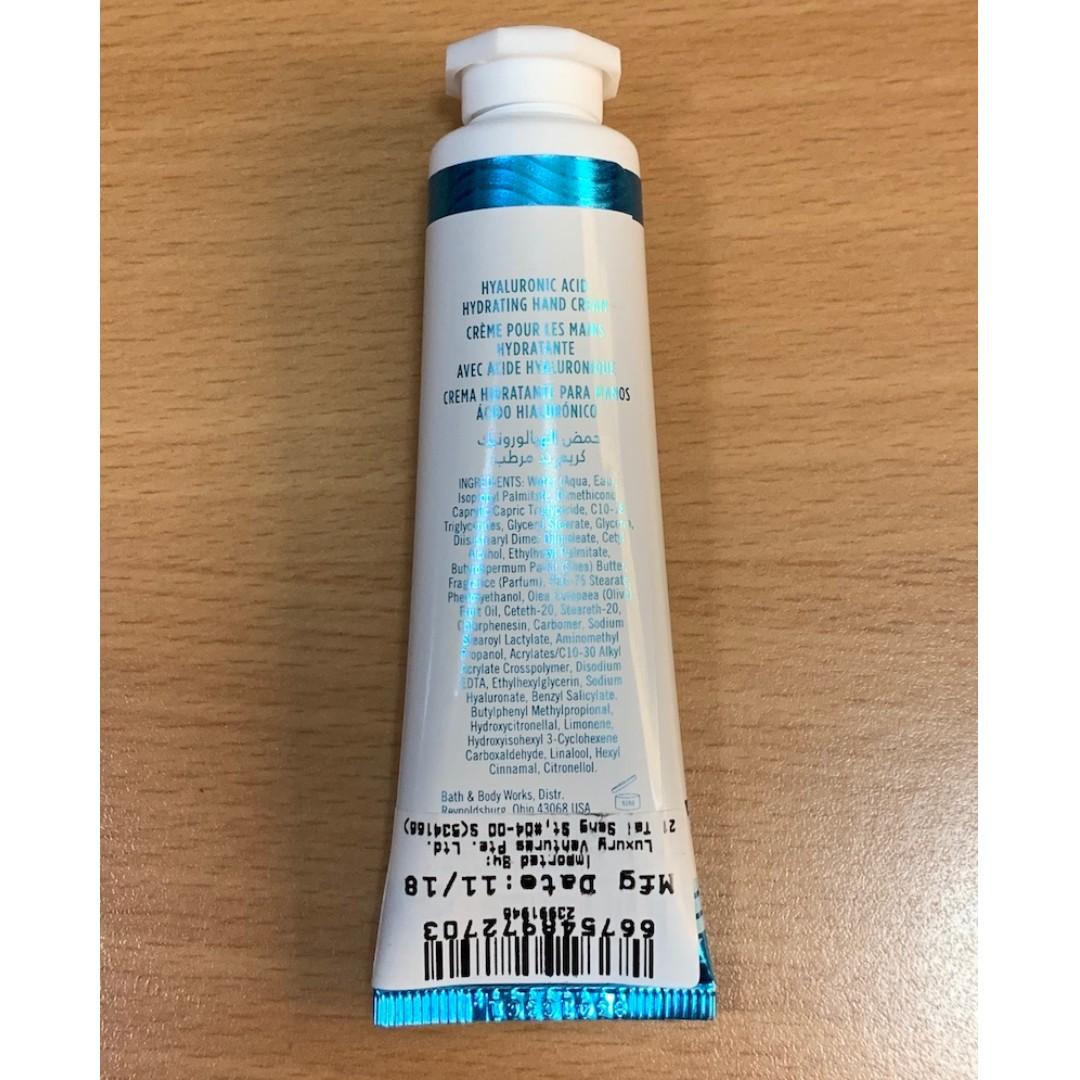 HYALURONIC ACID
HYDRATING HAND CREAM
CRÈME POUR LES MAINS
HYDRATANTE
AVEC ACIDE HYALURONIQUE
CREMA HIDRATANTE PARA MANOS
ÁCIDO HIALURÓNICO
حمض الهيالورونيك
كريم يد مرطب
INGREDIENTS: Water (Aqua, Eau),
Isopropyl Palmitate, Dimethicone,
Caprylic/Capric Triglyceride,
Triglycerides, Glyceryl Stearate, Glycerin,
Diisostearyl Dimer Dilinoleate, Cetyl
Alcohol, Ethylhexyl Palmitate,
Butyrospermum Parkii (Shea) Butter,
Fragrance (Parfum), PEG-75 Stearate,
Phenoxyethanol, Olea Europaea (Olive)
Fruit Oil, Ceteth-20, Steareth-20,
Chlorphenesin, Carbomer, Sodium
Stearoyl Lactylate, Aminomethyl
Propanol, Acrylates/C10-30 Alkyl
Acrylate Crosspolymer, Disodium
EDTA, Ethylhexylglycerin, Sodium
Hyaluronate, Benzyl Salicylate,
Butylphenyl Methylpropional,
Hydroxycitronellal, Limonene,
Hydroxyisohexyl 3-Cyclohexene
Carboxaldehyde, Linalool, Hexyl
Cinnamal, Citronellol.
Bath & Body Works, Distr.
Reynoldsburg, Ohio 43068 USA
667548972703
23991946
Mfg Date:11/18
Imported By:
Luxury Ventures Pte. Ltd.
21 Tai Seng St,#04-00 S(534166)